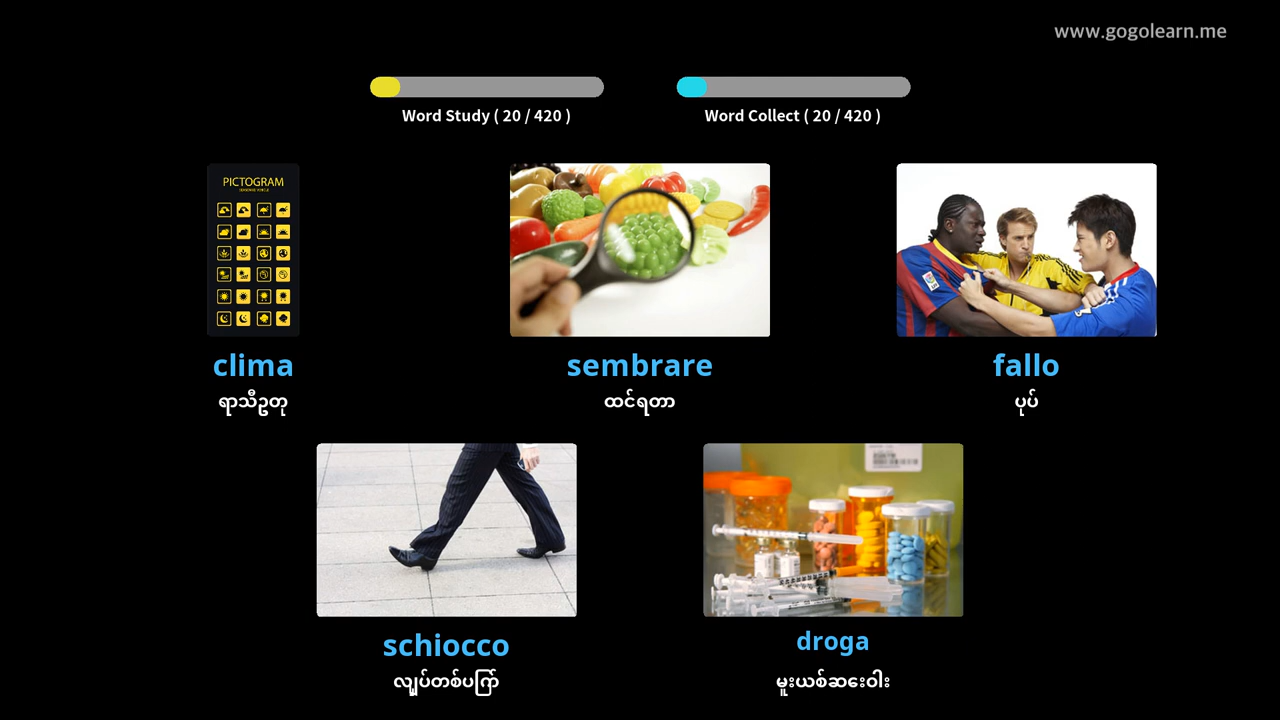 www.gogolearn.me
Word Study ( 20 / 420 )
Word Collect ( 20 / 420 )
PICTOGRAM
clima
ရာသီဥတု
sembrare
ထင်ရတာ
fallo
ပုပ်
schiocco
လျှပ်တစ်ပြက်
droga
မူးယစ်ဆေးဝါး